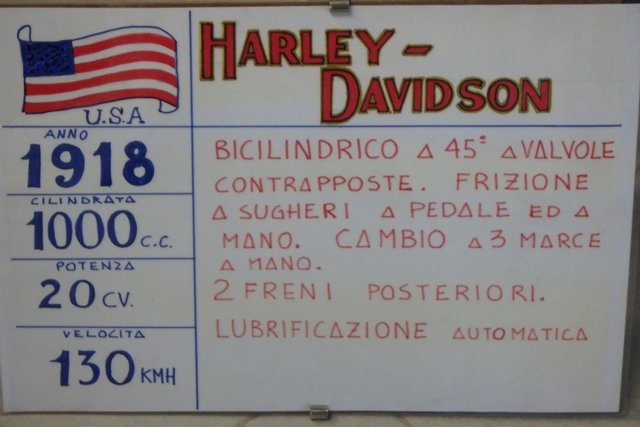 HARLEY-
DAVIDSON
U.S.A
ANNO
1918
CILINDRATA
1000 C.C.
POTENZA
20 CV.
VELOCITA
130 KMH
BICILINDRICO A 45° A VALVOLE
CONTRAPPOSTE. FRIZIONE
A SUGHERI A PEDALE ED A
MANO. CAMBIO A 3 MARCE
A MANO.
2 FRENI POSTERIORI.
LUBRIFICAZIONE AUTOMATICA